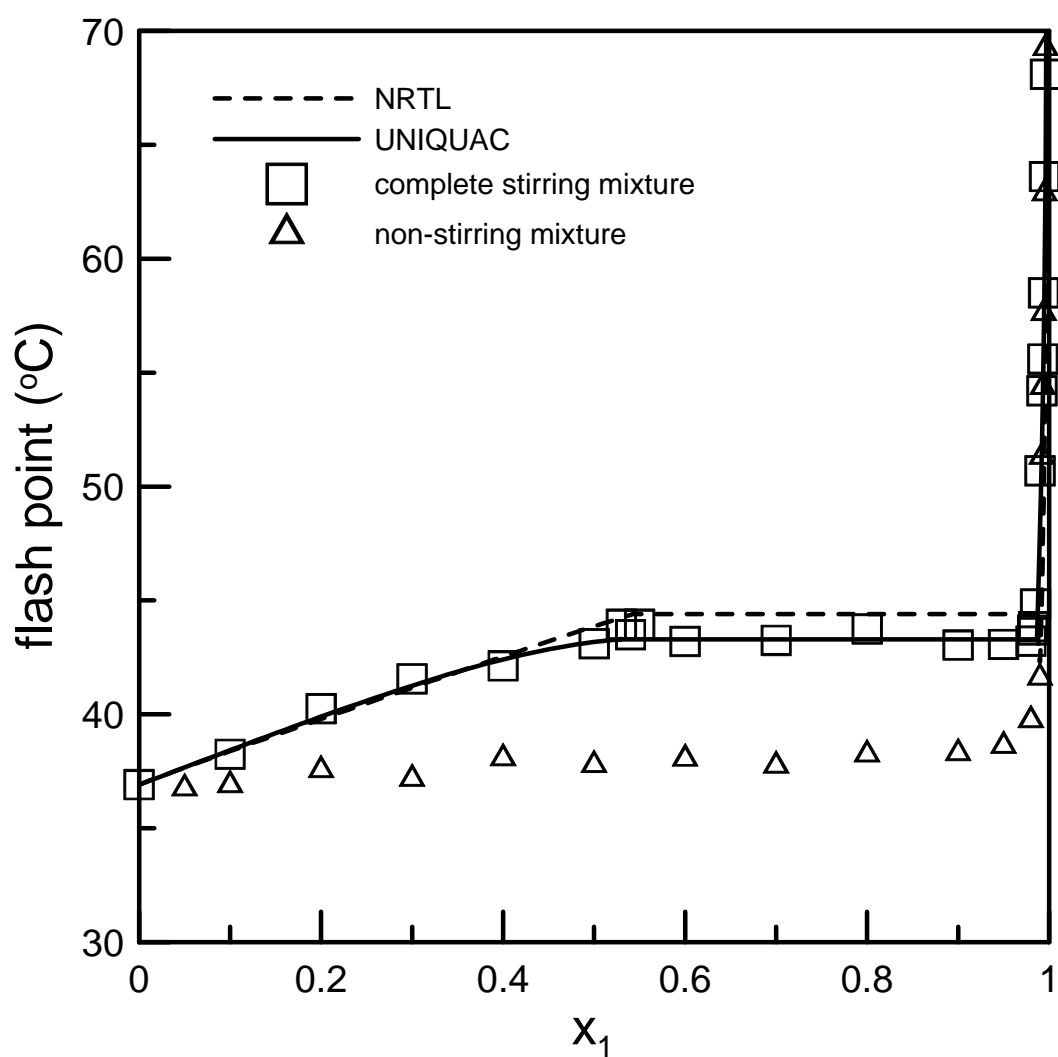 70
60
50
40
30
flash point (°C)
NRTL
UNIQUAC
complete stirring mixture
non-stirring mixture
0
0.2
0.4
0.6
0.8
1
x₁